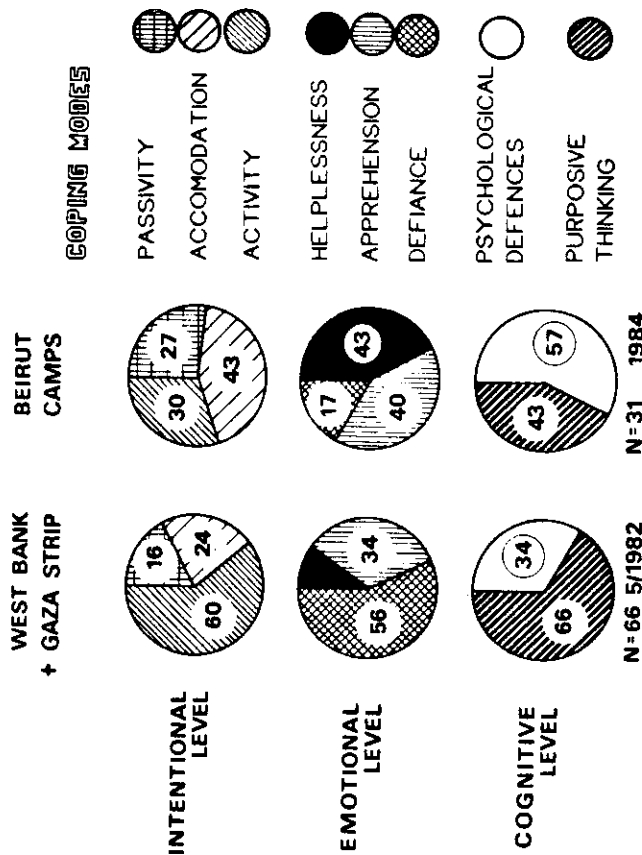 WEST BANK
+ GAZA STRIP
BEIRUT
CAMPS
COPING MODES
INTENTIONAL
LEVEL
16
24
60
27
43
30
PASSIVITY
ACCOMODATION
ACTIVITY
EMOTIONAL
LEVEL
34
56
43
40
17
HELPLESSNESS
APPREHENSION
DEFIANCE
COGNITIVE
LEVEL
34
66
57
43
PSYCHOLOGICAL
DEFENCES
PURPOSIVE
THINKING
N=66 5/1982
N=31 1984